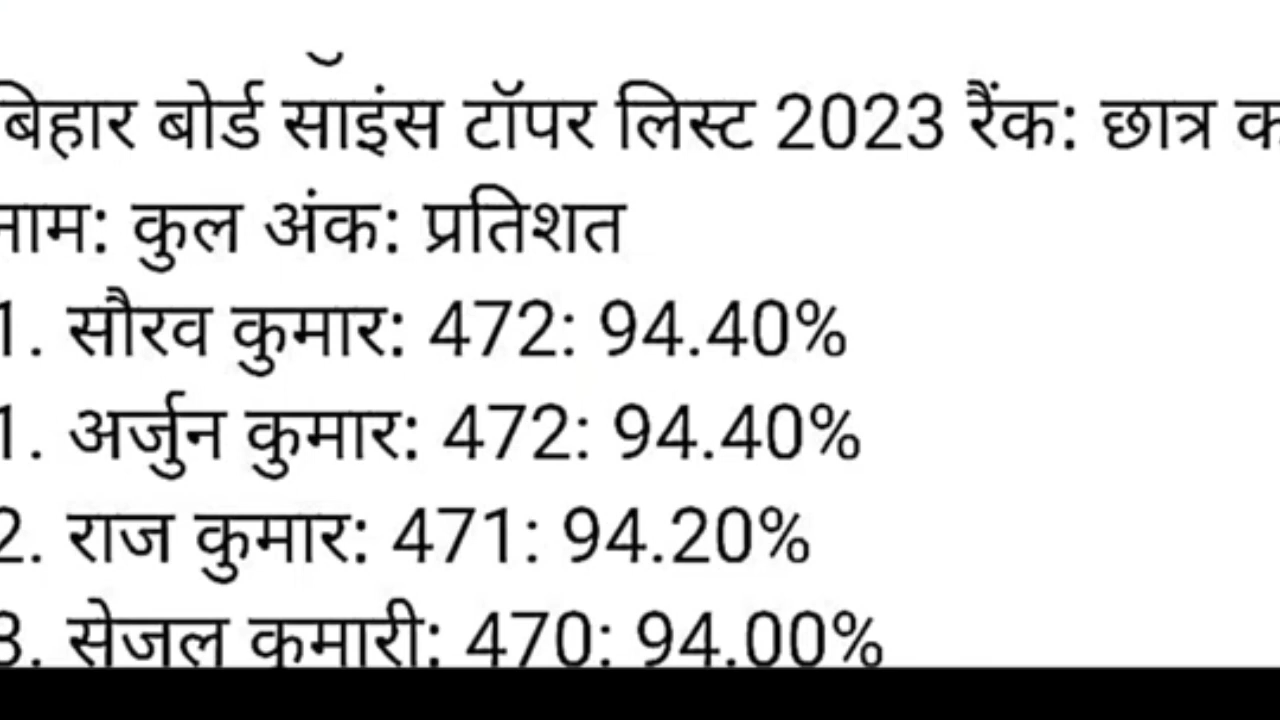 बिहार बोर्ड साइंस टॉपर लिस्ट 2023 रैंक: छात्र
नाम: कुल अंक: प्रतिशत
1. सौरव कुमार: 472: 94.40%
1. अर्जुन कुमार: 472: 94.40%
2. राज कुमार: 471: 94.20%
3. सेजल कुमारी: 470: 94.00%